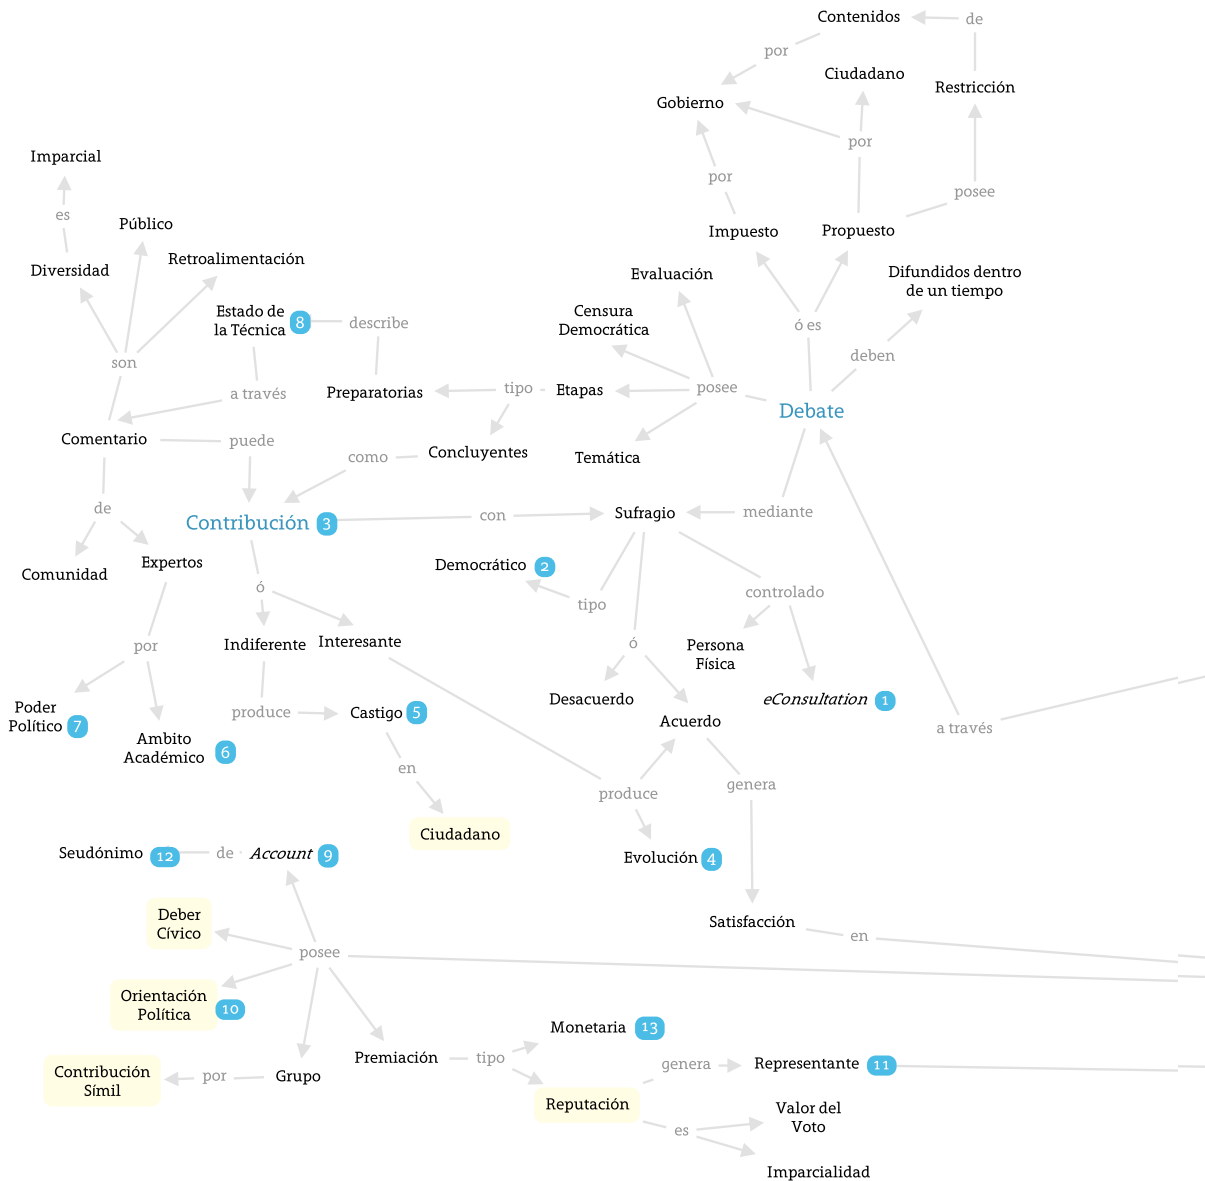 Contenidos
de
por
Ciudadano
Restricción
Gobierno
por
Imparcial
por
posee
es
Público
Impuesto
Propuesto
Retroalimentación
Diversidad
Evaluación
Difundidos dentro
de un tiempo
Estado de
la Técnica 8
describe
Censura
Democrática
ó es
deben
son
a través
Preparatorias
tipo
Etapas
posee
Debate
Comentario
puede
como
Concluyentes
Temática
de
Contribución 3
con
Sufragio
mediante
Comunidad
Expertos
Democrático 2
ó
tipo
controlado
por
Indiferente
Interesante
ó
Persona
Física
Poder
Político 7
Ambito
Académico 6
produce
Castigo 5
Desacuerdo
Acuerdo
eConsultation 1
a través
en
produce
genera
Ciudadano
Seudónimo 12
de
Account 9
Evolución 4
Deber
Cívico
posee
Satisfacción
en
Orientación
Política 10
Monetaria 13
Contribución
Símil
por
Grupo
Premiación
tipo
genera
Representante 11
Reputación
es
Valor del
Voto
Imparcialidad